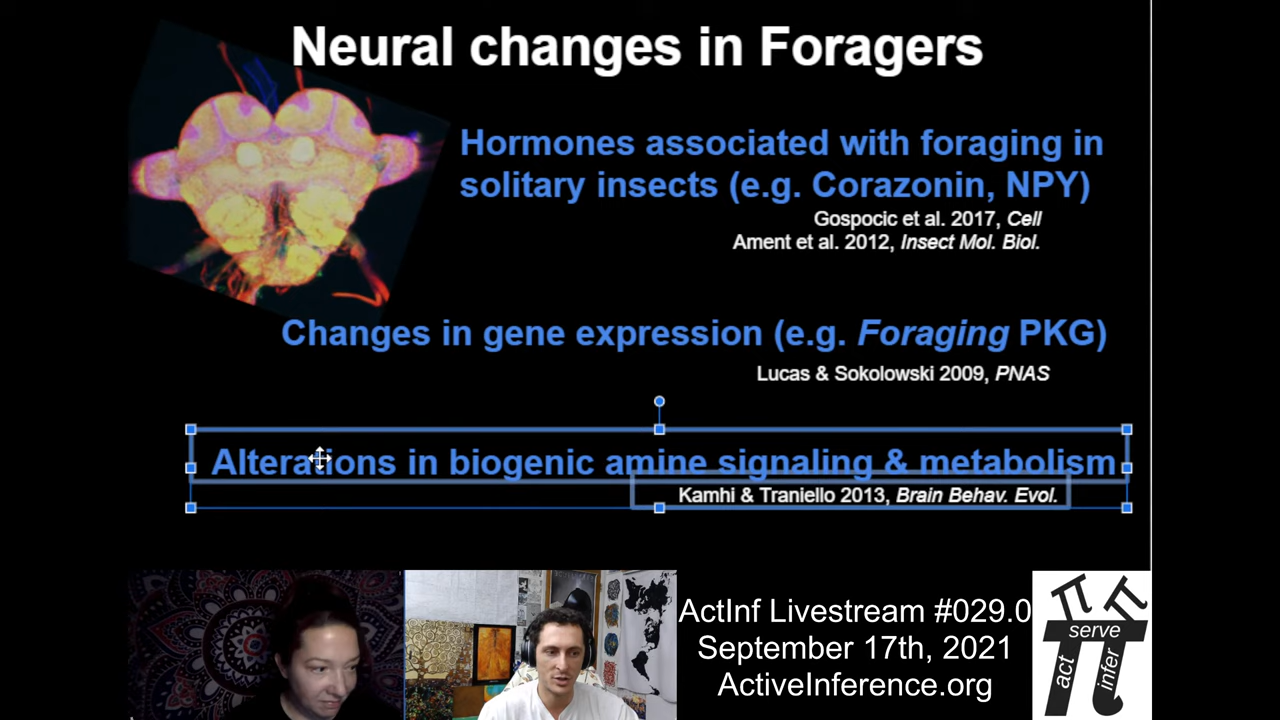 Neural changes in Foragers
Hormones associated with foraging in
solitary insects (e.g. Corazonin, NPY)
Gospocic et al. 2017, Cell
Ament et al. 2012, Insect Mol. Biol.
Changes in gene expression (e.g. Foraging PKG)
Lucas & Sokolowski 2009, PNAS
Alterations in biogenic amine signaling & metabolism
Kamhi & Traniello 2013, Brain Behav. Evol.
ActInf Livestream #029.0
September 17th, 2021
ActiveInference.org
π π
serve
π
act
infer